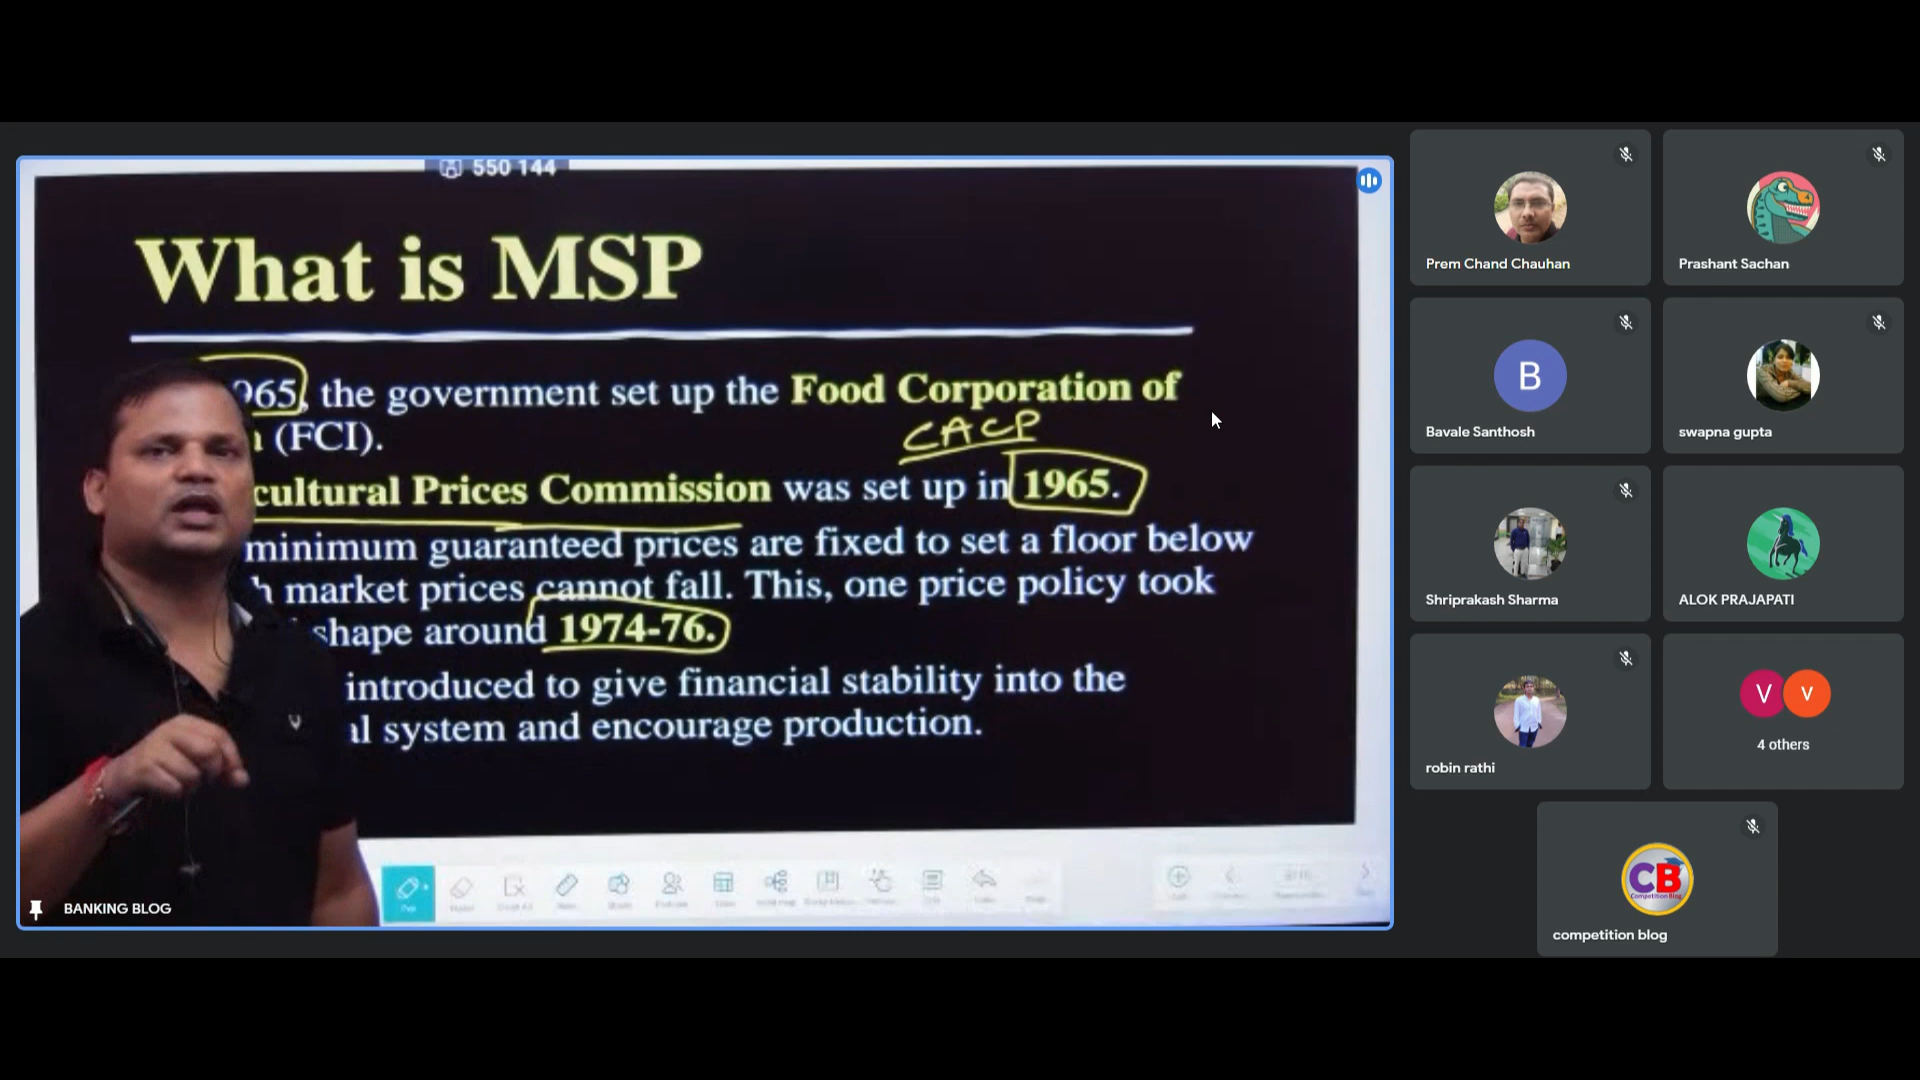 550 144
What is MSP
965, the government set up the Food Corporation of
(FCI).
CACP
cultural Prices Commission was set up in 1965.
minimum guaranteed prices are fixed to set a floor below
h market prices cannot fall. This, one price policy took
shape around 1974-76.
introduced to give financial stability into the
al system and encourage production.
BANKING BLOG
Prem Chand Chauhan
Prashant Sachan
B
Bavale Santhosh
swapna gupta
Shriprakash Sharma
ALOK PRAJAPATI
robin rathi
V V
4 others
CB
Competition Blog
competition blog